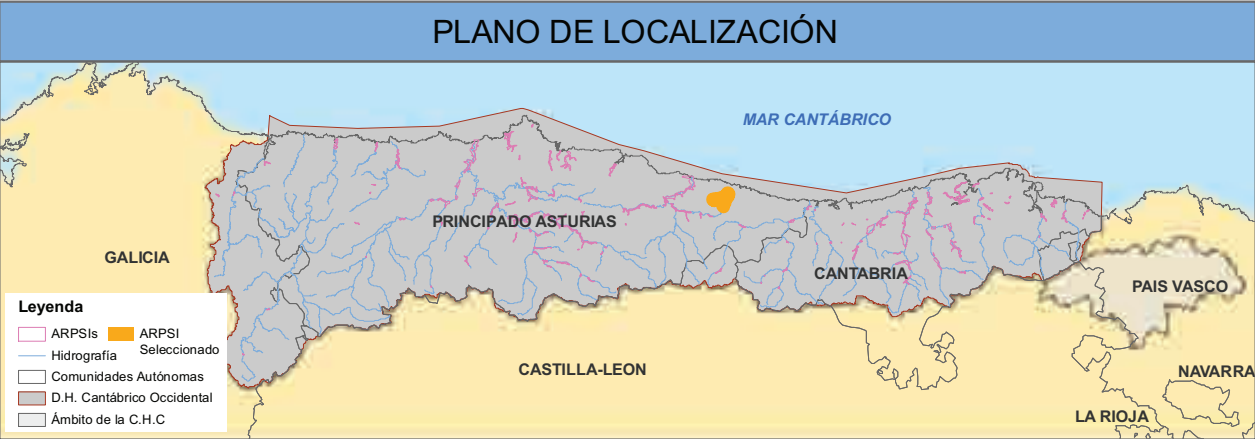 PLANO DE LOCALIZACIÓN
MAR CANTÁBRICO
PRINCIPADO ASTURIAS
GALICIA
CANTABRIA
PAIS VASCO
CASTILLA-LEON
NAVARRA
LA RIOJA
Leyenda
ARPSIs
ARPSI
Seleccionado
Hidrografía
Comunidades Autónomas
D.H. Cantábrico Occidental
Ámbito de la C.H.C